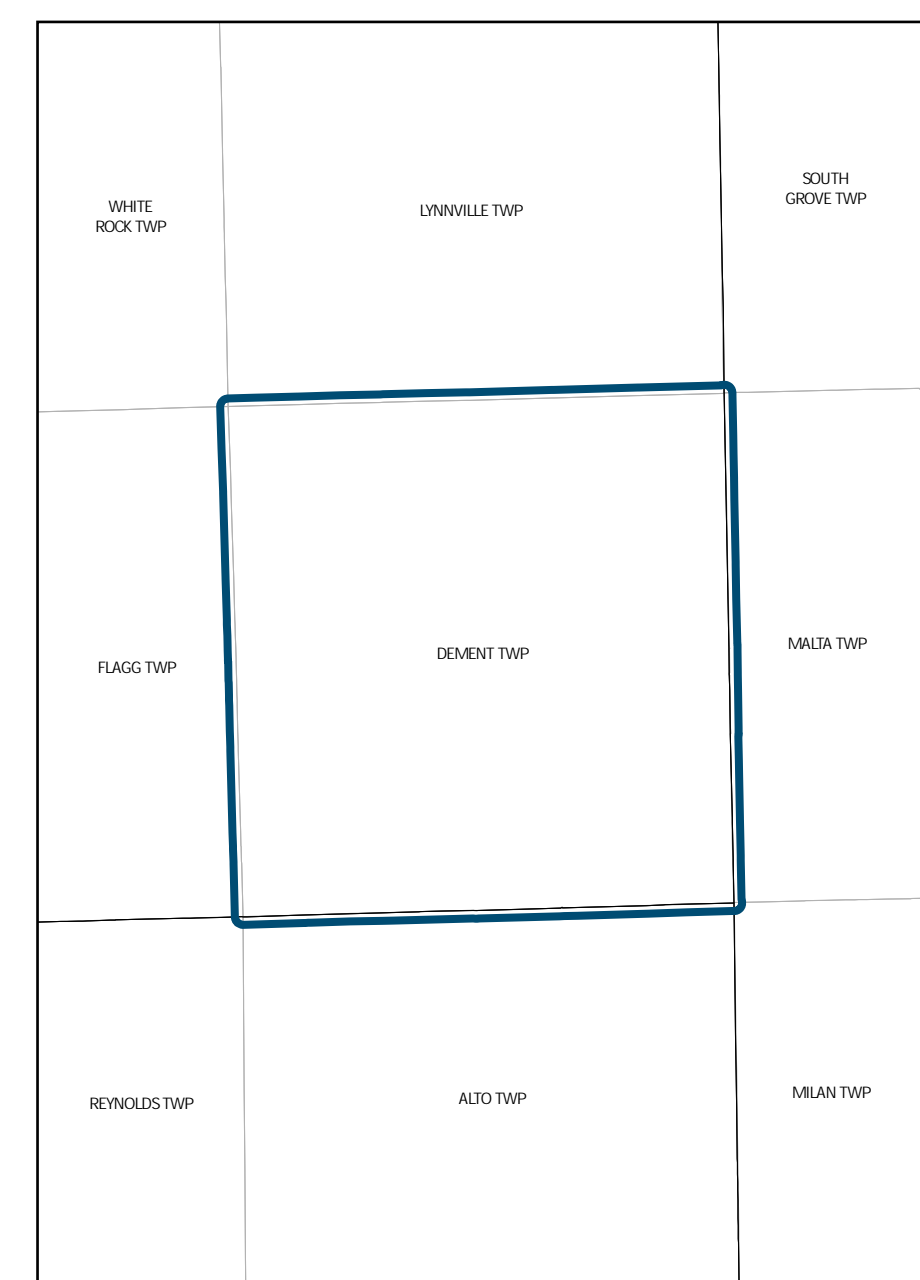 WHITE
ROCK TWP
LYNNVILLE TWP
SOUTH
GROVE TWP
FLAGG TWP
DEMENT TWP
MALTA TWP
REYNOLDS TWP
ALTO TWP
MILAN TWP